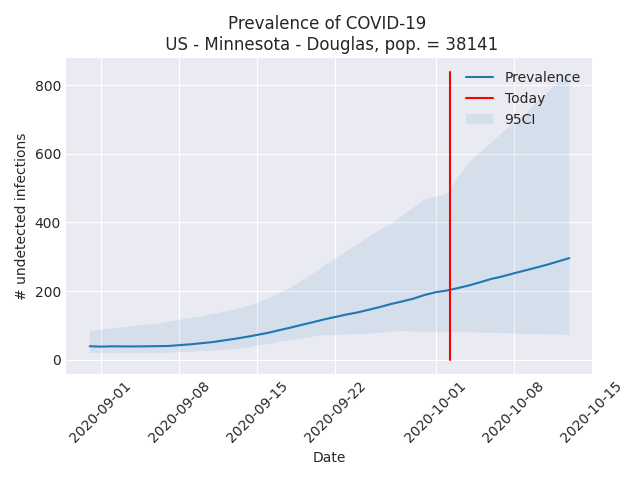 Prevalence of COVID-19
US - Minnesota - Douglas, pop. = 38141
Prevalence
Today
95CI
800
600
400
200
0
# undetected infections
2020-09-01
2020-09-08
2020-09-15
2020-09-22
2020-10-01
2020-10-08
2020-10-15
Date